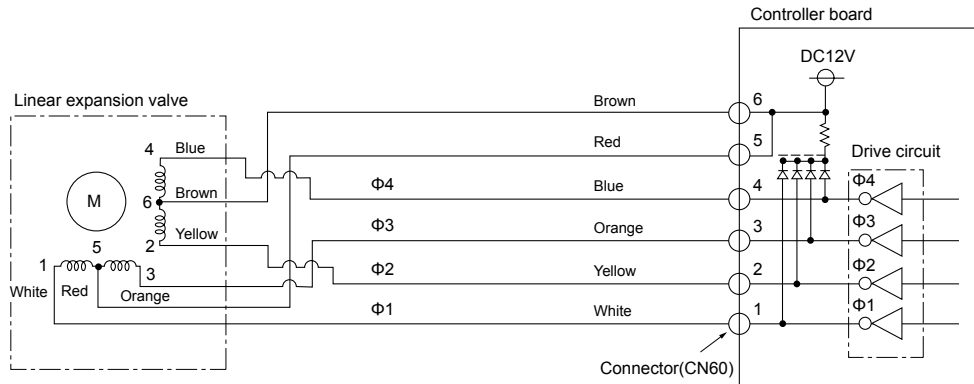 Controller board
DC12V
Linear expansion valve
Brown 6
4 Blue
Red 5
Drive circuit
Φ4 Blue 4 Φ4
M
6 Brown
Φ3 Orange 3 Φ3
2 Yellow
5
Φ2 Yellow 2 Φ2
1 3
White Red Orange
Φ1 White 1 Φ1
Connector(CN60)